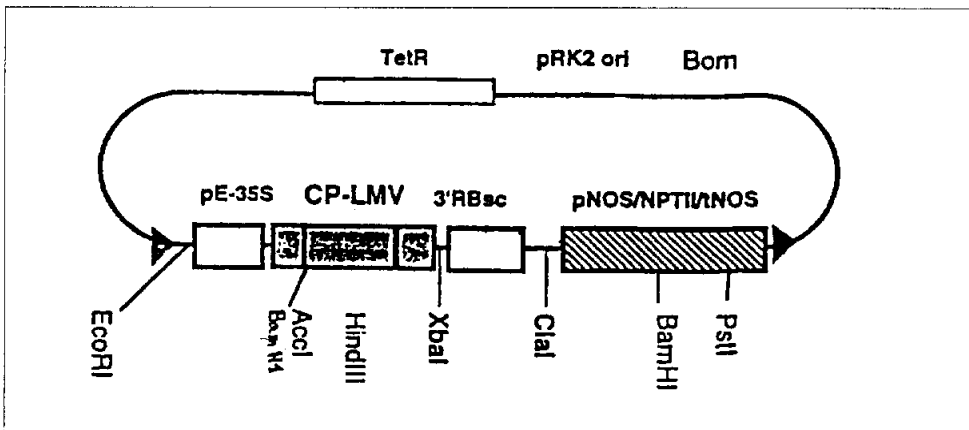 TetR pRK2 ori Bom
pE-35S CP-LMV 3'RBsc pNOS/NPTII/tNOS
EcoRI
BamH1
AccI
HindIII
XbaI
ClaI
BamHI
PstI